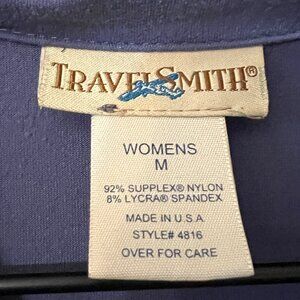 TRAVELSMITH®
WOMENS
M
92% SUPPLEX® NYLON
8% LYCRA® SPANDEX
MADE IN U.S.A.
STYLE# 4816
OVER FOR CARE